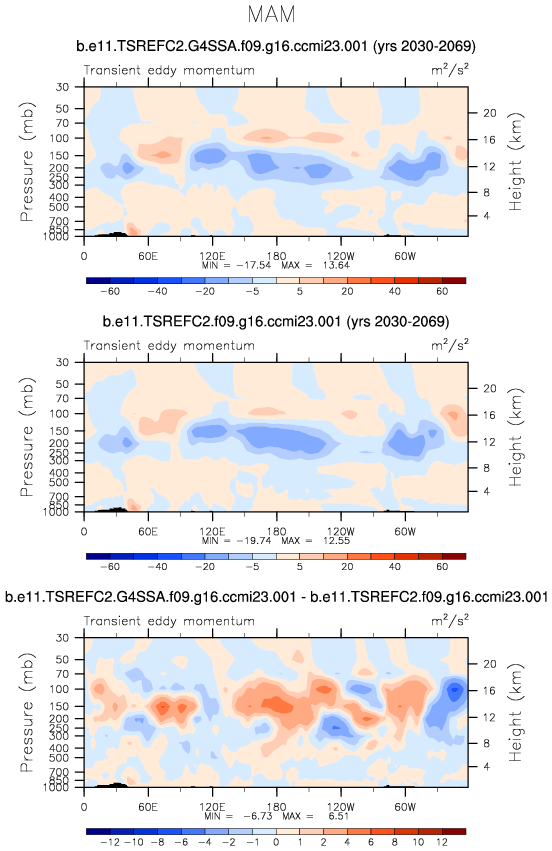 MAM
b.e11.TSREFC2.G4SSA.f09.g16.ccmi23.001 (yrs 2030-2069)
Transient eddy momentum m²/s²
Pressure (mb)
30
50
70
100
150
200
250
300
400
500
700
850
1000
20
16
12
8
4
Height (km)
0 60E 120E 180 120W 60W
MIN = -17.54 MAX = 13.64
-60 -40 -20 -5 5 20 40 60
b.e11.TSREFC2.f09.g16.ccmi23.001 (yrs 2030-2069)
Transient eddy momentum m²/s²
Pressure (mb)
30
50
70
100
150
200
250
300
400
500
700
850
1000
20
16
12
8
4
Height (km)
0 60E 120E 180 120W 60W
MIN = -19.74 MAX = 12.55
-60 -40 -20 -5 5 20 40 60
b.e11.TSREFC2.G4SSA.f09.g16.ccmi23.001 - b.e11.TSREFC2.f09.g16.ccmi23.001
Transient eddy momentum m²/s²
Pressure (mb)
30
50
70
100
150
200
250
300
400
500
700
850
1000
20
16
12
8
4
Height (km)
0 60E 120E 180 120W 60W
MIN = -6.73 MAX = 6.51
-12 -10 -8 -6 -4 -2 -1 0 1 2 4 6 8 10 12